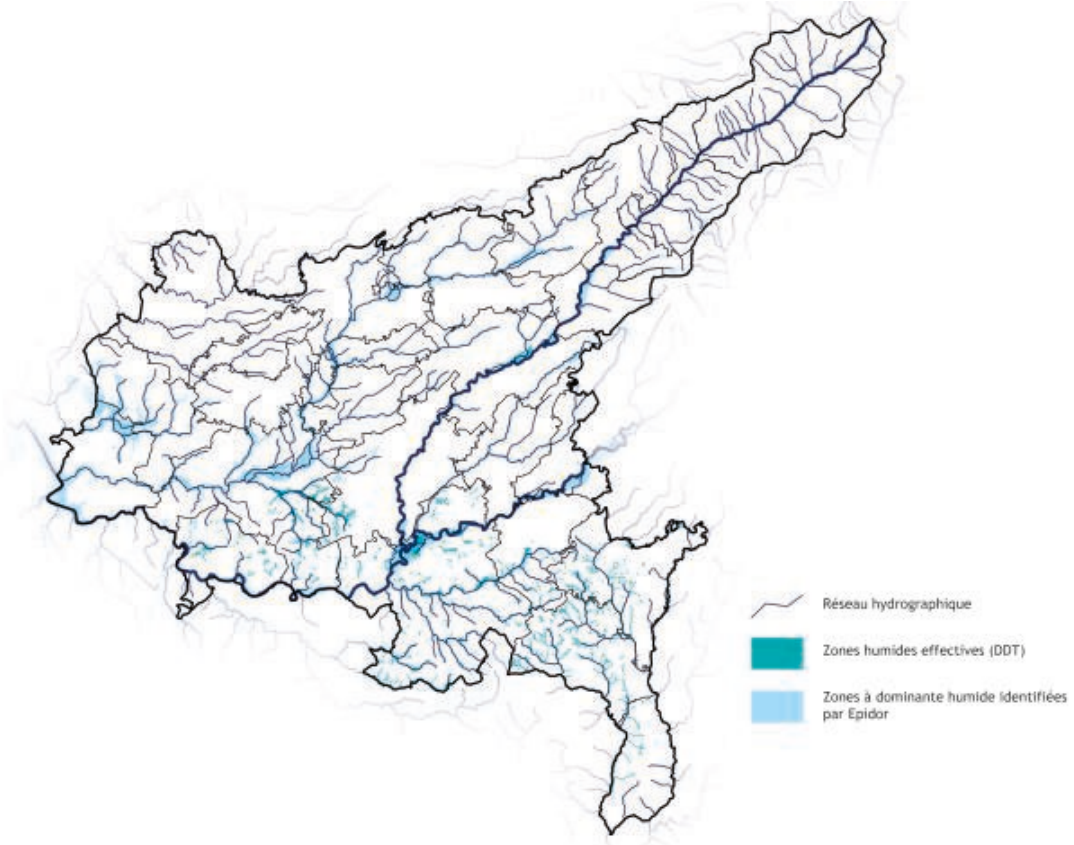 Réseau hydrographique
Zones humides effectives (DDT)
Zones à dominante humide identifiées
par Epidor